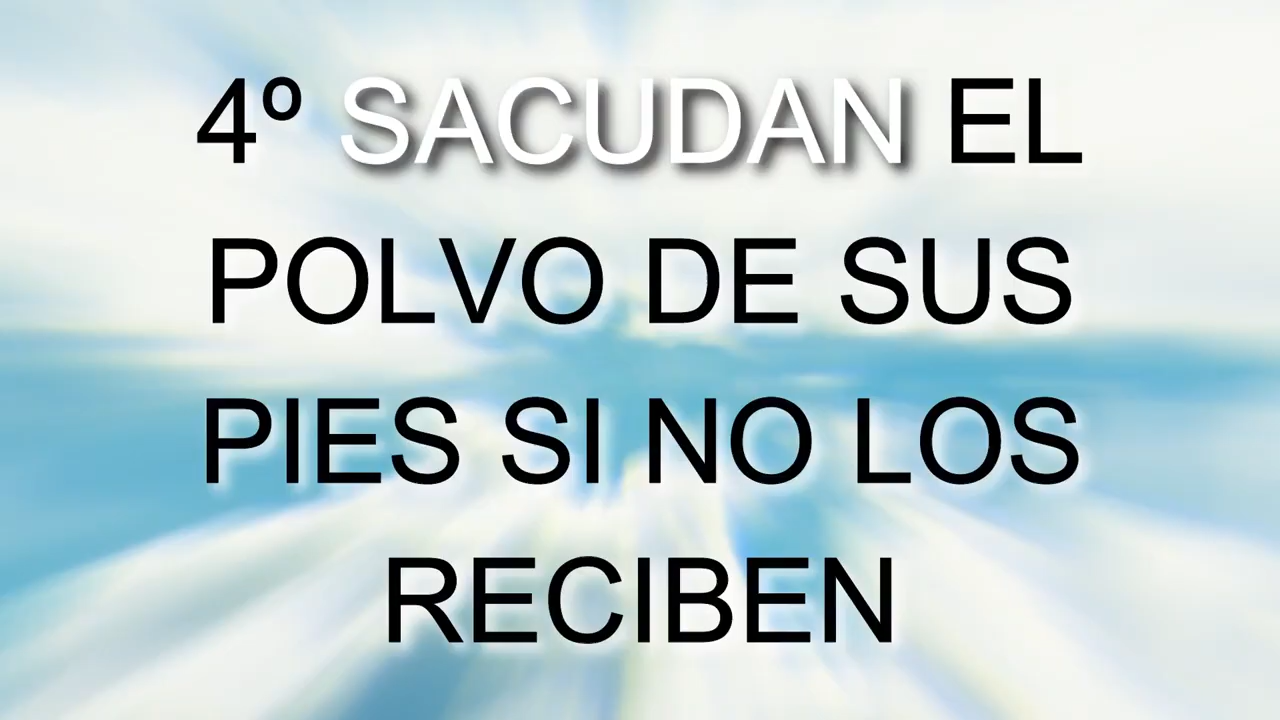 4º SACUDAN EL
POLVO DE SUS
PIES SI NO LOS
RECIBEN